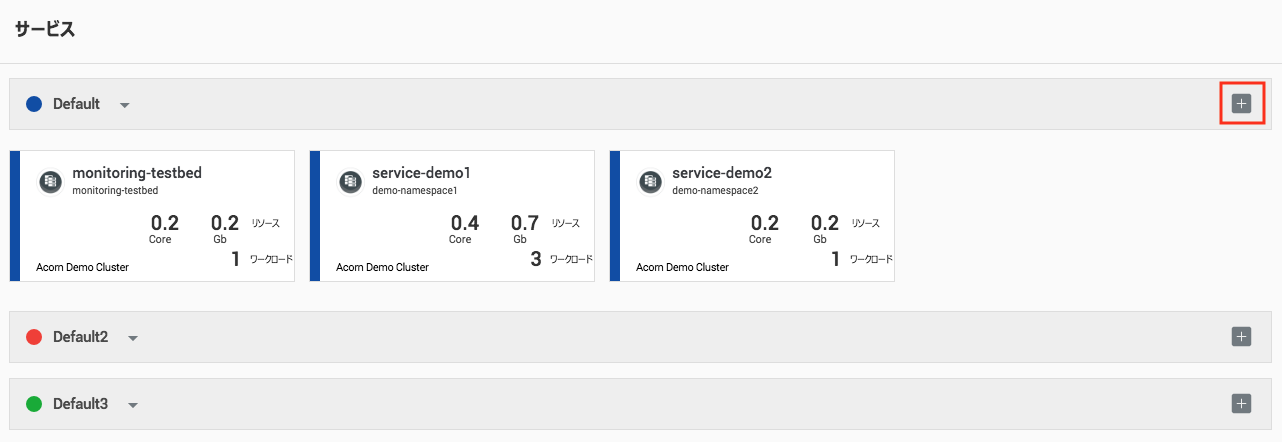 サービス
Default
monitoring-testbed
monitoring-testbed
0.2 0.2 リソース
Core Gb
1 ワークロード
Acorn Demo Cluster
service-demo1
demo-namespace1
0.4 0.7 リソース
Core Gb
3 ワークロード
Acorn Demo Cluster
service-demo2
demo-namespace2
0.2 0.2 リソース
Core Gb
1 ワークロード
Acorn Demo Cluster
Default2
Default3